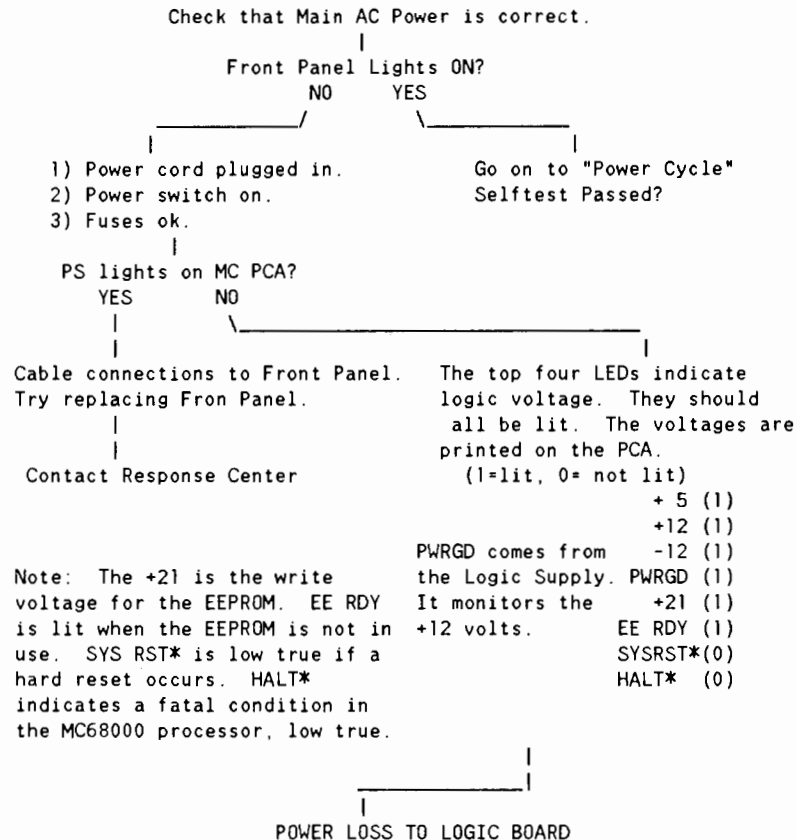 Check that Main AC Power is correct.
Front Panel Lights ON?
NO YES
1) Power cord plugged in.
2) Power switch on.
3) Fuses ok.
Go on to "Power Cycle"
Selftest Passed?
PS lights on MC PCA?
YES NO
Cable connections to Front Panel.
Try replacing Fron Panel.
Contact Response Center
The top four LEDs indicate
logic voltage. They should
all be lit. The voltages are
printed on the PCA.
(1=lit, 0= not lit)
+ 5 (1)
+12 (1)
-12 (1)
PWRGD (1)
+21 (1)
EE RDY (1)
SYSRST*(0)
HALT* (0)
PWRGD comes from
the Logic Supply.
It monitors the
+12 volts.
Note: The +21 is the write
voltage for the EEPROM. EE RDY
is lit when the EEPROM is not in
use. SYS RST* is low true if a
hard reset occurs. HALT*
indicates a fatal condition in
the MC68000 processor, low true.
POWER LOSS TO LOGIC BOARD